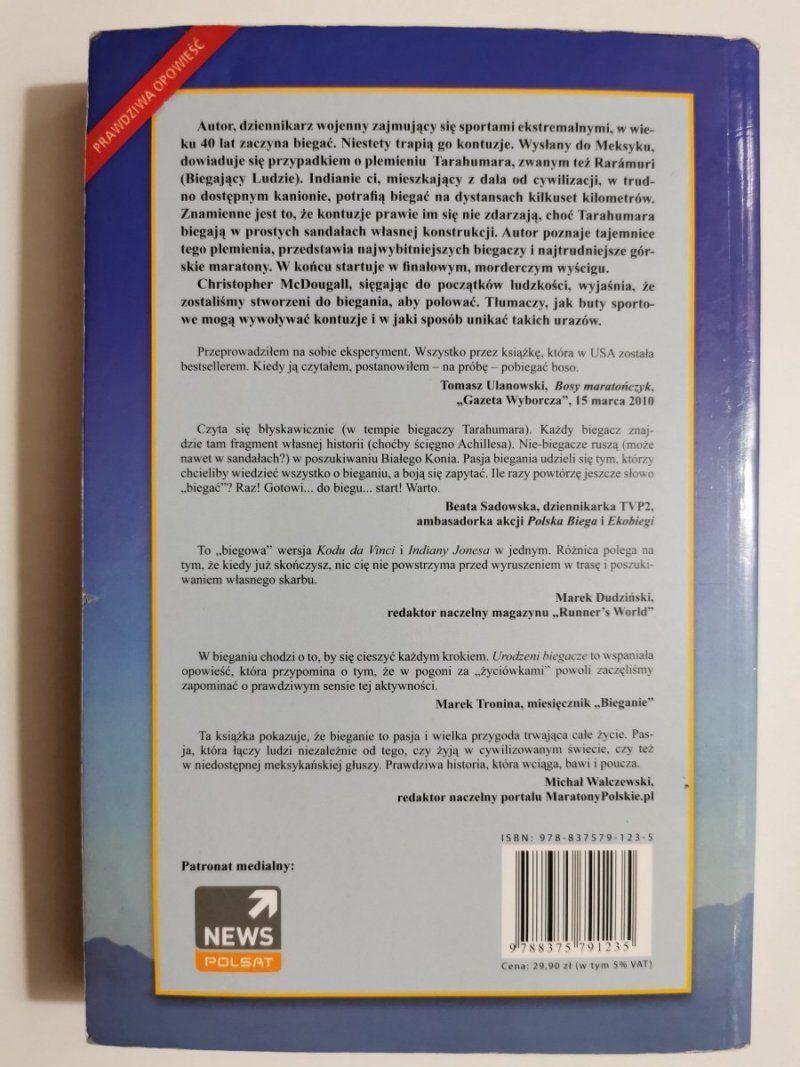 PRAWDZIWA OPOWIEŚĆ
Autor, dziennikarz wojenny zajmujący się sportami ekstremalnymi, w wie-
ku 40 lat zaczyna biegać. Niestety trapią go kontuzje. Wysłany do Meksyku,
dowiaduje się przypadkiem o plemieniu Tarahumara, zwanym też Rarámuri
(Biegający Ludzie). Indianie ci, mieszkający z dala od cywilizacji, w trud-
no dostępnym kanionie, potrafią biegać na dystansach kilkuset kilometrów.
Znamienne jest to, że kontuzje prawie im się nie zdarzają, choć Tarahumara
biegają w prostych sandałach własnej konstrukcji. Autor poznaje tajemnice
tego plemienia, przedstawia najwybitniejszych biegaczy i najtrudniejsze gór-
skie maratony. W końcu startuje w finałowym, morderczym wyścigu.
Christopher McDougall, sięgając do początków ludzkości, wyjaśnia, że
zostaliśmy stworzeni do biegania, aby polować. Tłumaczy, jak buty sporto-
we mogą wywoływać kontuzje i w jaki sposób unikać takich urazów.
Przeprowadziłem na sobie eksperyment. Wszystko przez książkę, która w USA została
bestsellerem. Kiedy ją czytałem, postanowiłem – na próbę – pobiegać boso.
Tomasz Ulanowski, Bosy maratończyk,
„Gazeta Wyborcza”, 15 marca 2010
Czyta się błyskawicznie (w tempie biegaczy Tarahumara). Każdy biegacz znaj-
dzie tam fragment własnej historii (choćby ścięgno Achillesa). Nie-biegacze ruszą (może
nawet w sandałach?) w poszukiwaniu Białego Konia. Pasja biegania udzieli się tym, którzy
chcieliby wiedzieć wszystko o bieganiu, a boją się zapytać. Ile razy powtórzę jeszcze słowo
„biegać”? Raz! Gotowi... do biegu... start! Warto.
Beata Sadowska, dziennikarka TVP2,
ambasadorka akcji Polska Biega i Ekobiegi
To „biegowa” wersja Kodu da Vinci i Indiany Jonesa w jednym. Różnica polega na
tym, że kiedy już skończysz, nic cię nie powstrzyma przed wyruszeniem w trasę i poszuki-
waniem własnego skarbu.
Marek Dudziński,
redaktor naczelny magazynu „Runner’s World”
W bieganiu chodzi o to, by się cieszyć każdym krokiem. Urodzeni biegacze to wspaniała
opowieść, która przypomina o tym, że w pogoni za „życiówkami” powoli zaczęliśmy
zapominać o prawdziwym sensie tej aktywności.
Marek Tronina, miesięcznik „Bieganie”
Ta książka pokazuje, że bieganie to pasja i wielka przygoda trwająca całe życie. Pas-
ja, która łączy ludzi niezależnie od tego, czy żyją w cywilizowanym świecie, czy też
w niedostępnej meksykańskiej głuszy. Prawdziwa historia, która wciąga, bawi i poucza.
Michał Walczewski,
redaktor naczelny portalu MaratonyPolskie.pl
ISBN: 978-837579-123-5
Patronat medialny:
NEWS
POLSAT
9788375791235
Cena: 29,90 zł (w tym 5% VAT)